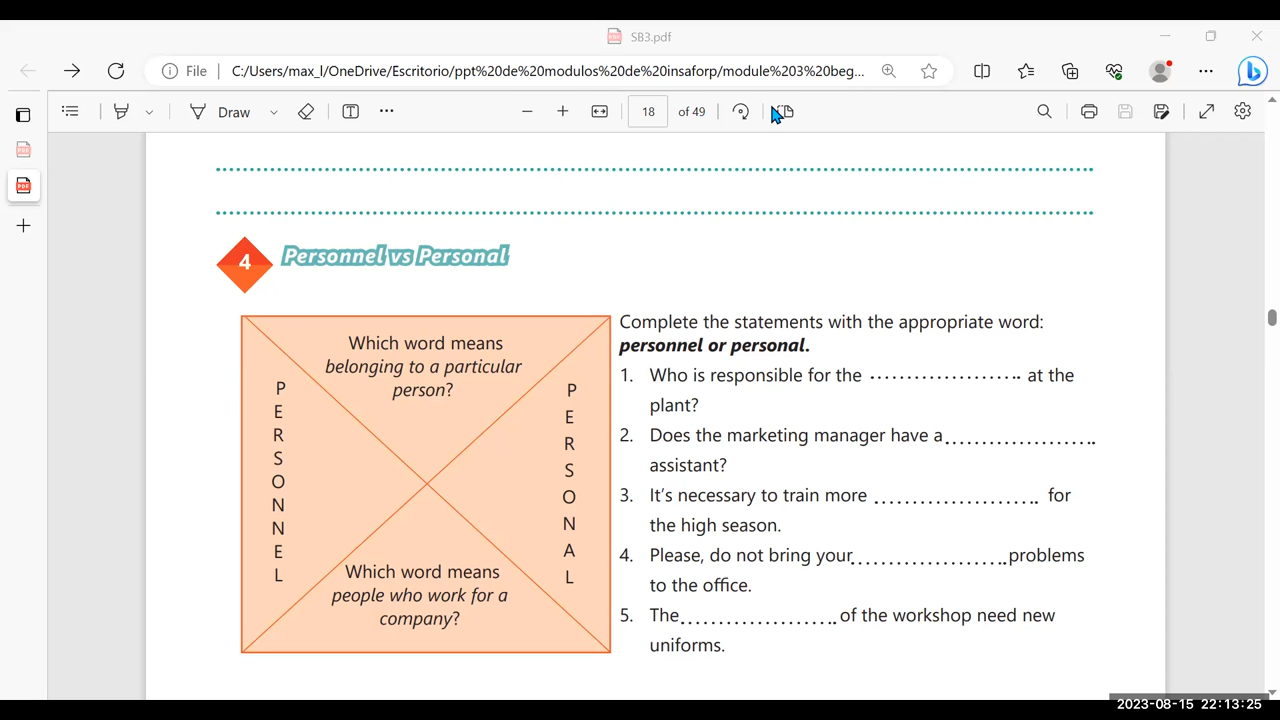 SB3.pdf
File
C:/Users/max_l/OneDrive/Escritorio/ppt%20de%20modulos%20de%20insaforp/module%203%20beg...
Draw
18 of 49
4 Personnel vs Personal
PERSONNEL
Which word means
belonging to a particular
person?
PERSONAL
Which word means
people who work for a
company?
Complete the statements with the appropriate word:
personnel or personal.
1. Who is responsible for the .................... at the
plant?
2. Does the marketing manager have a.....................
assistant?
3. It's necessary to train more ....................... for
the high season.
4. Please, do not bring your......................problems
to the office.
5. The......................of the workshop need new
uniforms.
2023-08-15 22:13:25